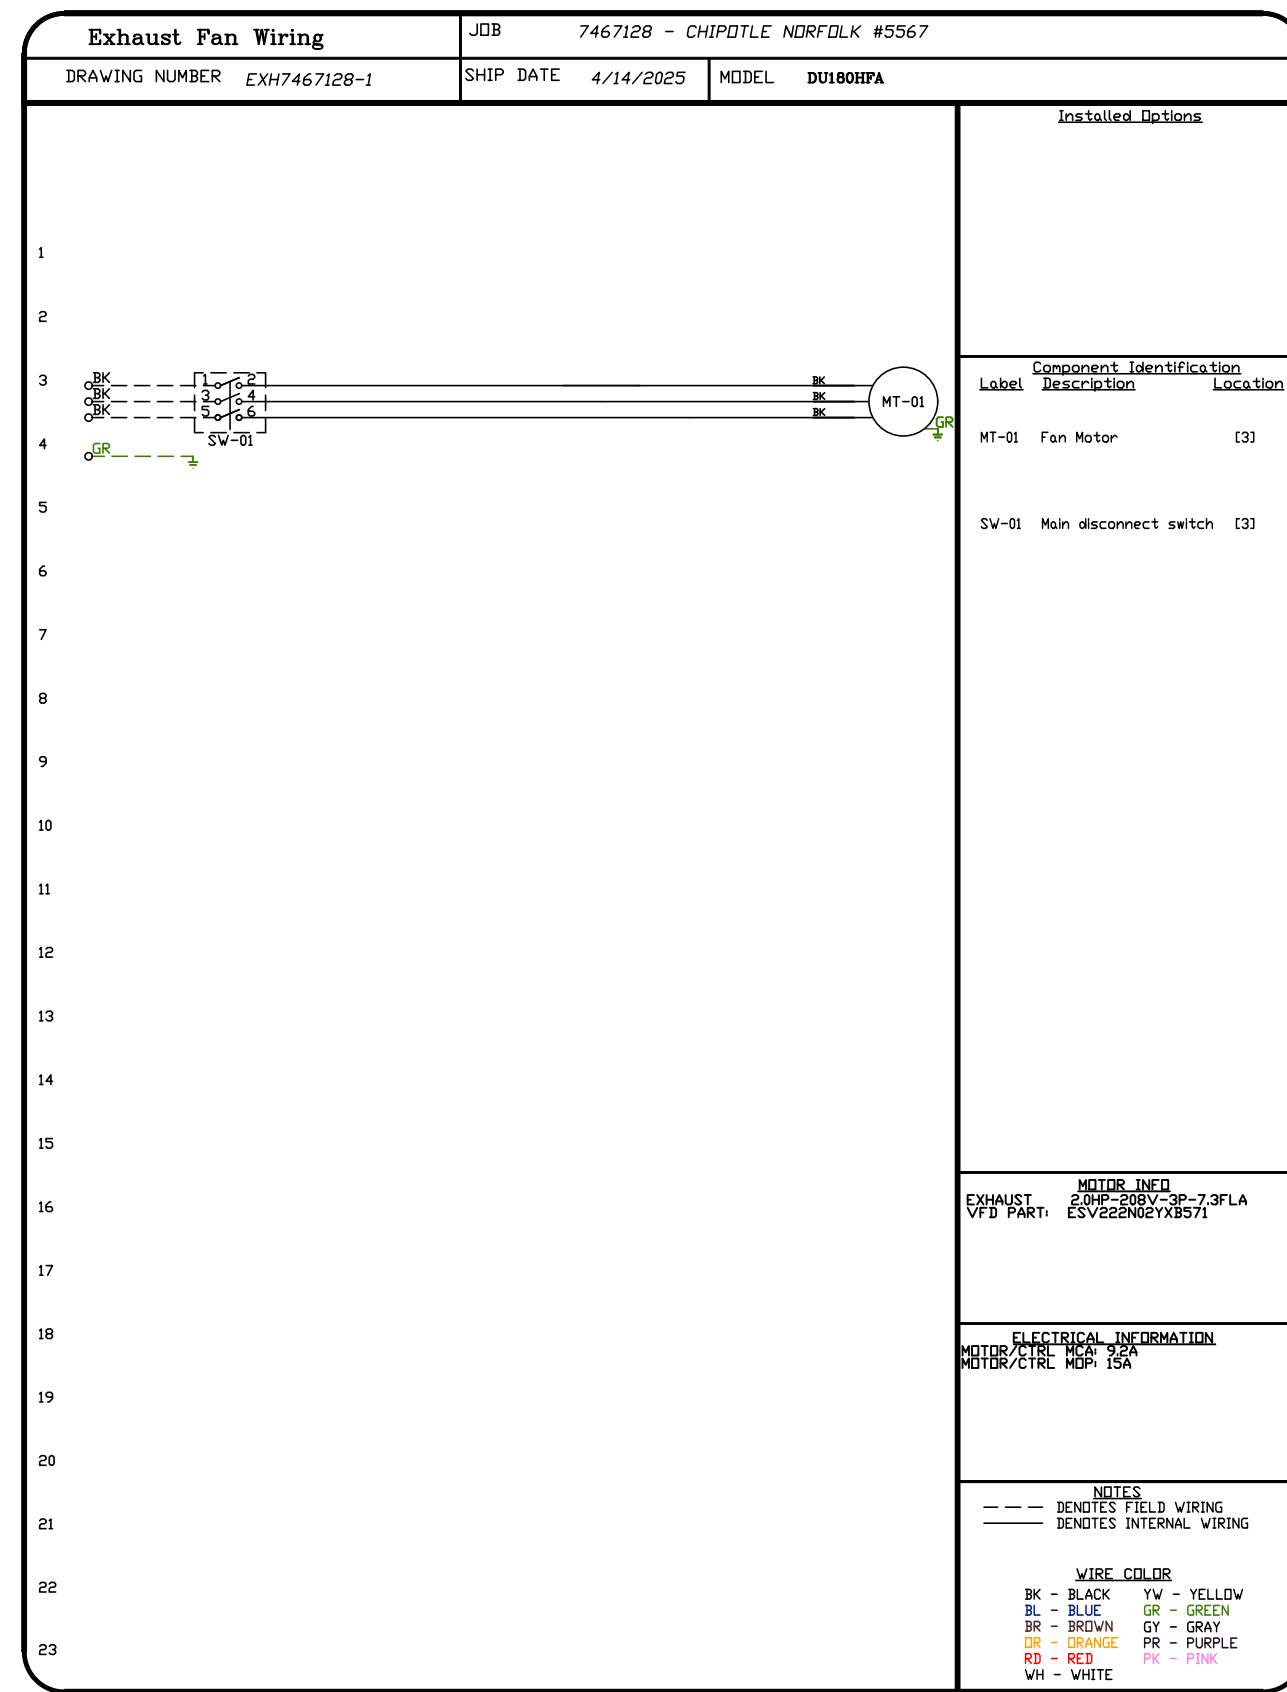 Exhaust Fan Wiring
JOB 7467128 - CHIPOTLE NORFOLK #5567
DRAWING NUMBER EXH7467128-1
SHIP DATE 4/14/2025
MODEL DU180HFA
Installed Options
1
2
3
4
5
6
7
8
9
10
11
12
13
14
15
16
17
18
19
20
21
22
23
BK 1 2 BK
BK 3 4 BK
BK 5 6 BK
MT-01
GR
SW-01
GR
Component Identification
Label Description Location
MT-01 Fan Motor [3]
SW-01 Main disconnect switch [3]
MOTOR INFO
EXHAUST 2.0HP-208V-3P-7.3FLA
VFD PART: ESV222N02YXB571
ELECTRICAL INFORMATION
MOTOR/CTRL MCA: 9.2A
MOTOR/CTRL MOP: 15A
NOTES
DENOTES FIELD WIRING
DENOTES INTERNAL WIRING
WIRE COLOR
BK - BLACK YW - YELLOW
BL - BLUE GR - GREEN
BR - BROWN GY - GRAY
OR - ORANGE PR - PURPLE
RD - RED PK - PINK
WH - WHITE